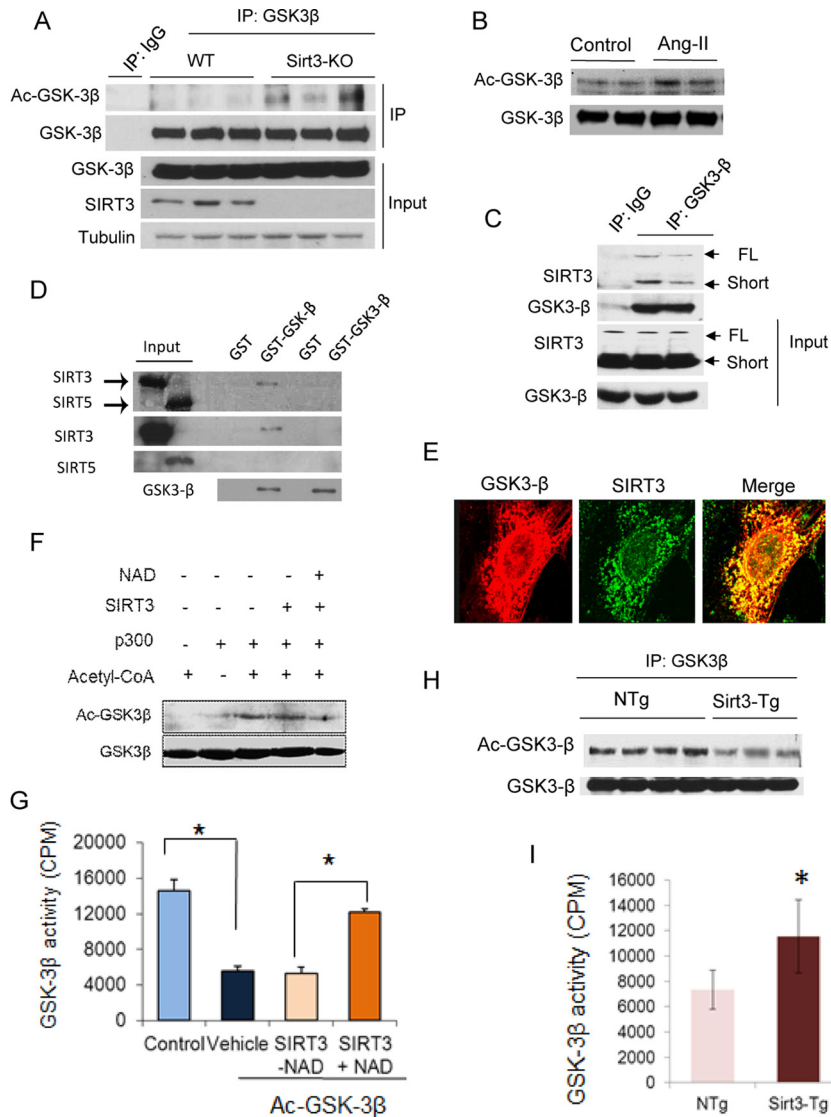 A
IP: IgG
IP: GSK3β
WT
Sirt3-KO
Ac-GSK-3β
GSK-3β
IP
GSK-3β
SIRT3
Tubulin
Input
B
Control
Ang-II
Ac-GSK-3β
GSK-3β
C
IP: IgG
IP: GSK3-β
SIRT3
FL
Short
GSK3-β
SIRT3
FL
Short
GSK3-β
Input
D
Input
GST
GST-GSK-β
GST
GST-GSK3-β
SIRT3
SIRT5
SIRT3
SIRT5
GSK3-β
E
GSK3-β
SIRT3
Merge
F
NAD - - - - +
SIRT3 - - - + +
p300 - + + + +
Acetyl-CoA + - + + +
Ac-GSK3β
GSK3β
G
GSK-3β activity (CPM)
20000
16000
12000
8000
4000
0
*
*
Control
Vehicle
SIRT3 -NAD
SIRT3 + NAD
Ac-GSK-3β
H
IP: GSK3β
NTg
Sirt3-Tg
Ac-GSK3-β
GSK3-β
I
GSK-3β activity (CPM)
16000
14000
12000
10000
8000
6000
4000
2000
0
*
NTg
Sirt3-Tg